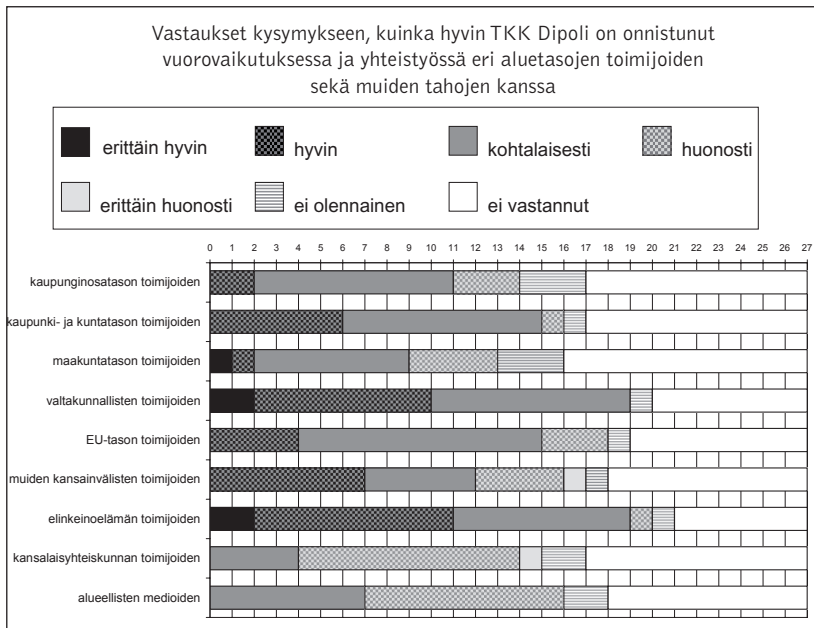 Vastaukset kysymykseen, kuinka hyvin TKK Dipoli on onnistunut
vuorovaikutuksessa ja yhteistyössä eri aluetasojen toimijoiden
sekä muiden tahojen kanssa
erittäin hyvin hyvin kohtalaisesti huonosti
erittäin huonosti ei olennainen ei vastannut
0 1 2 3 4 5 6 7 8 9 10 11 12 13 14 15 16 17 18 19 20 21 22 23 24 25 26 27
kaupunginosatason toimijoiden
kaupunki- ja kuntatason toimijoiden
maakuntatason toimijoiden
valtakunnallisten toimijoiden
EU-tason toimijoiden
muiden kansainvälisten toimijoiden
elinkeinoelämän toimijoiden
kansalaisyhteiskunnan toimijoiden
alueellisten medioiden